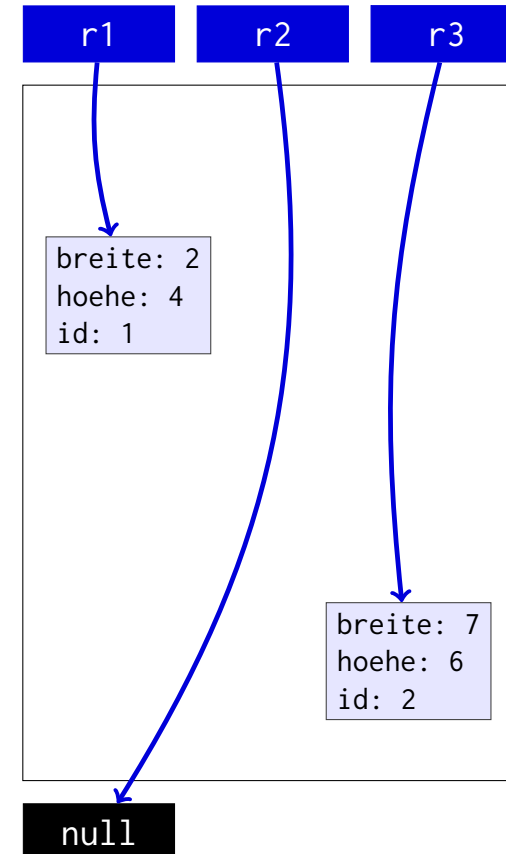 r1 r2 r3
breite: 2
hoehe: 4
id: 1
breite: 7
hoehe: 6
id: 2
null